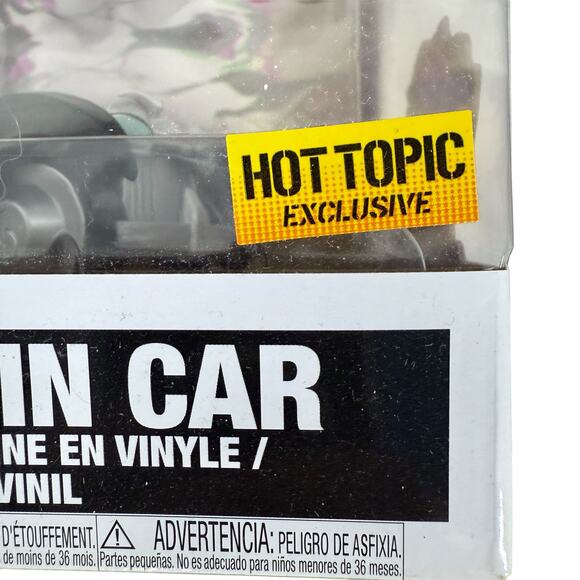 HOT TOPIC
EXCLUSIVE
IN CAR
NE EN VINYLE /
VINIL
D'ÉTOUFFEMENT.
s de moins de 36 mois.
ADVERTENCIA: PELIGRO DE ASFIXIA.
Partes pequeñas. No es adecuado para niños menores de 36 meses.